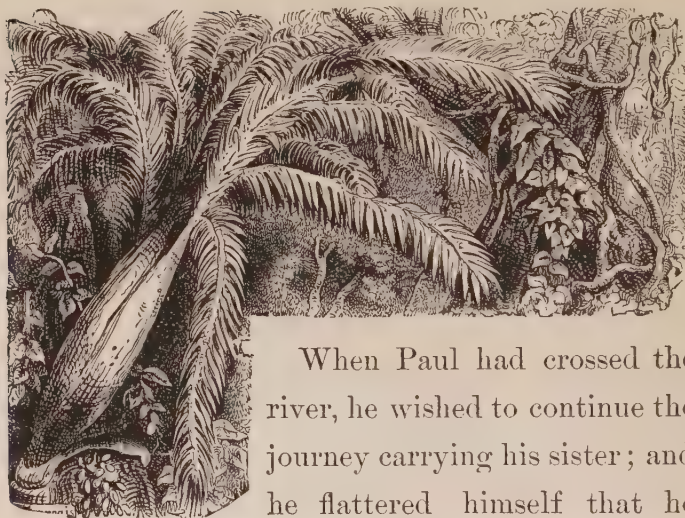 When Paul had crossed the
river, he wished to continue the
journey carrying his sister; and
he flattered himself that he